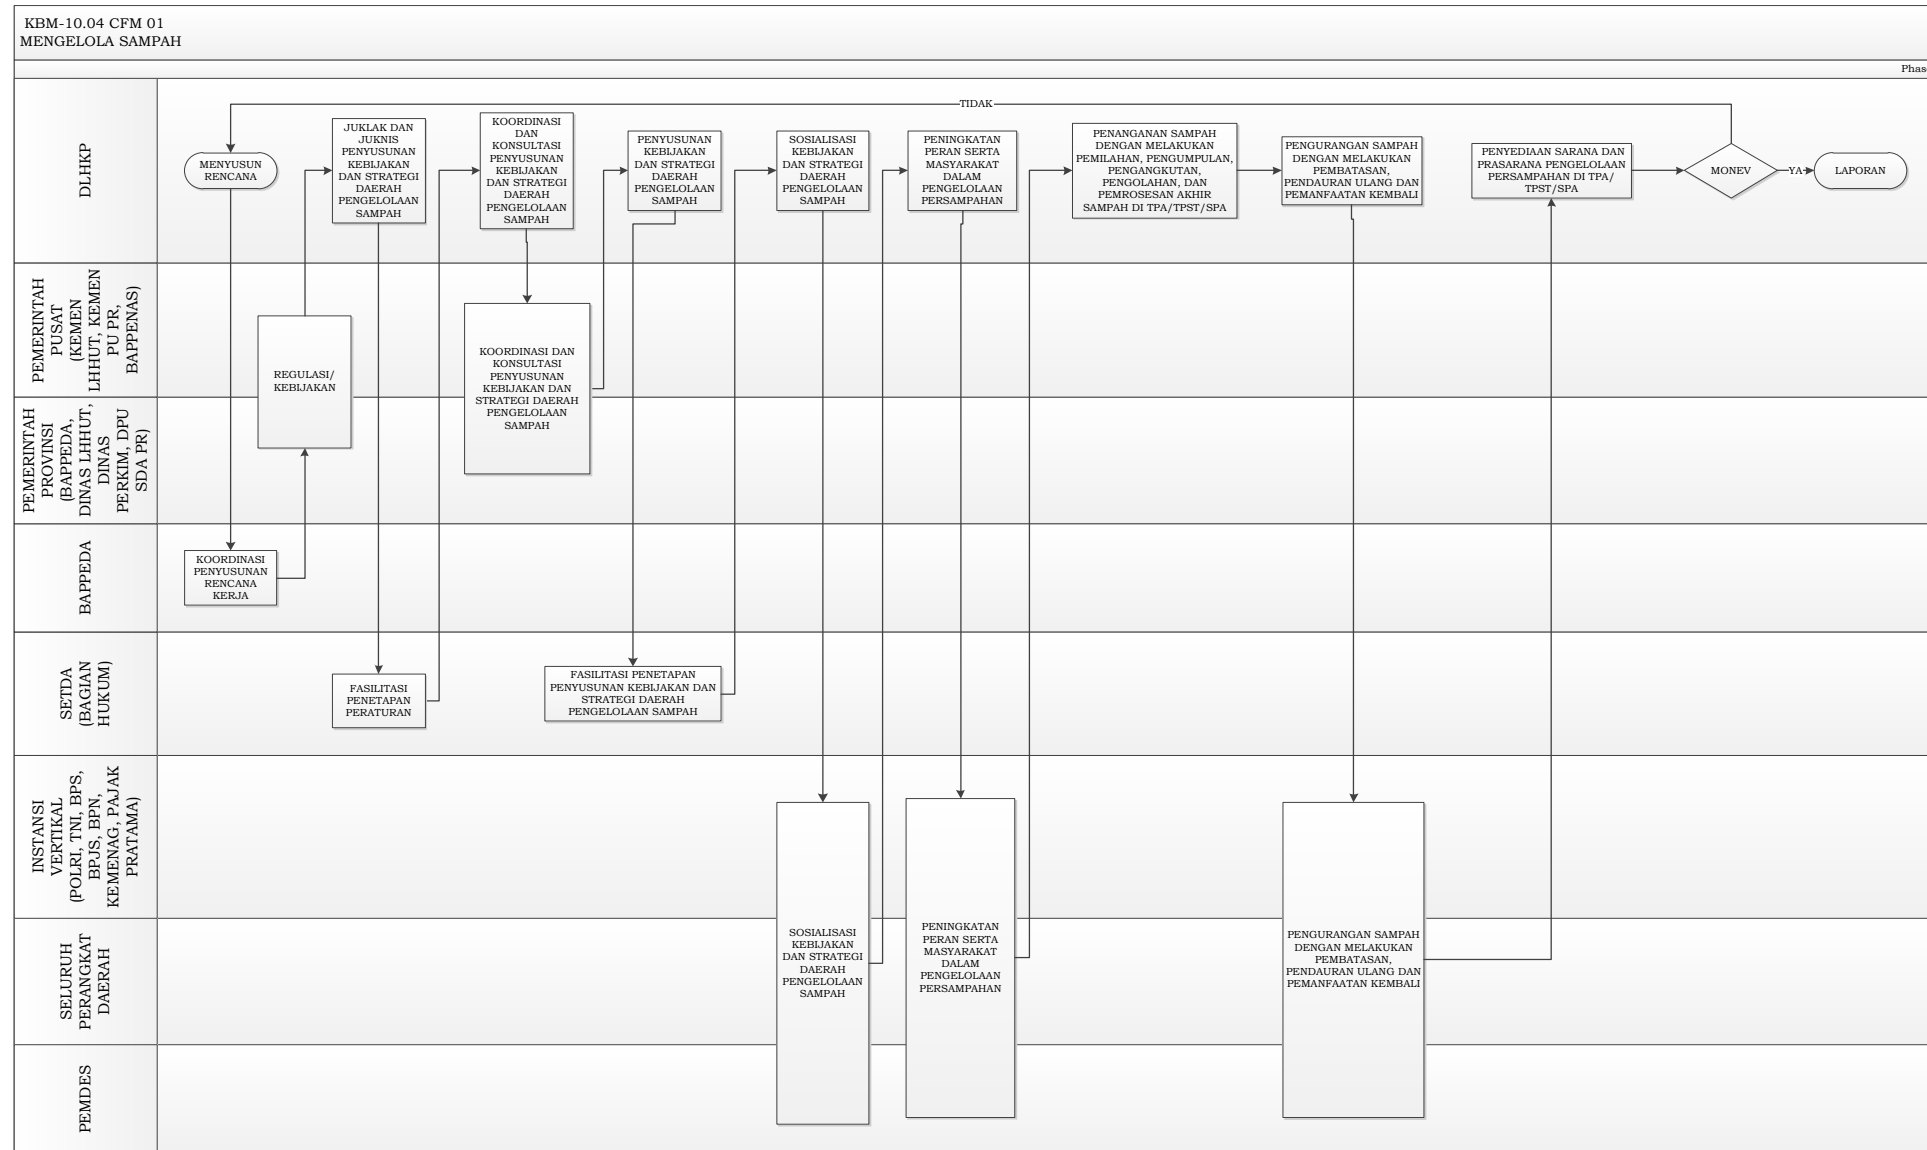 KBM-10.04 CFM 01
MENGELOLA SAMPAH
Phas
DLHKP
TIDAK
MENYUSUN
RENCANA
JUKLAK DAN
JUKNIS
PENYUSUNAN
KEBIJAKAN
DAN STRATEGI
DAERAH
PENGELOLAAN
SAMPAH
KOORDINASI
DAN
KONSULTASI
PENYUSUNAN
KEBIJAKAN
DAN STRATEGI
DAERAH
PENGELOLAAN
SAMPAH
PENYUSUNAN
KEBIJAKAN
DAN STRATEGI
DAERAH
PENGELOLAAN
SAMPAH
SOSIALISASI
KEBIJAKAN
DAN STRATEGI
DAERAH
PENGELOLAAN
SAMPAH
PENINGKATAN
PERAN SERTA
MASYARAKAT
DALAM
PENGELOLAAN
PERSAMPAHAN
PENANGANAN SAMPAH
DENGAN MELAKUKAN
PEMILAHAN, PENGUMPULAN,
PENGANGKUTAN,
PENGOLAHAN, DAN
PEMROSESAN AKHIR
SAMPAH DI TPA/TPST/SPA
PENGURANGAN SAMPAH
DENGAN MELAKUKAN
PEMBATASAN,
PENDAURAN ULANG DAN
PEMANFAATAN KEMBALI
PENYEDIAAN SARANA DAN
PRASARANA PENGELOLAAN
PERSAMPAHAN DI TPA/
TPST/SPA
MONEV
YA
LAPORAN
PEMERINTAH
PUSAT
(KEMEN
LHHUT, KEMEN
PU PR,
BAPPENAS)
REGULASI/
KEBIJAKAN
KOORDINASI DAN
KONSULTASI
PENYUSUNAN
KEBIJAKAN DAN
STRATEGI DAERAH
PENGELOLAAN
SAMPAH
PEMERINTAH
PROVINSI
(BAPPEDA,
DINAS LHHUT,
DINAS
PERKIM, DPU
SDA PR)
BAPPEDA
KOORDINASI
PENYUSUNAN
RENCANA
KERJA
SETDA
(BAGIAN
HUKUM)
FASILITASI
PENETAPAN
PERATURAN
FASILITASI PENETAPAN
PENYUSUNAN KEBIJAKAN DAN
STRATEGI DAERAH
PENGELOLAAN SAMPAH
INSTANSI
VERTIKAL
(POLRI, TNI, BPS,
BPJS, BPN,
KEMENAG, PAJAK
PRATAMA)
SELURUH
PERANGKAT
DAERAH
SOSIALISASI
KEBIJAKAN
DAN STRATEGI
DAERAH
PENGELOLAAN
SAMPAH
PENINGKATAN
PERAN SERTA
MASYARAKAT
DALAM
PENGELOLAAN
PERSAMPAHAN
PENGURANGAN SAMPAH
DENGAN MELAKUKAN
PEMBATASAN,
PENDAURAN ULANG DAN
PEMANFAATAN KEMBALI
PEMDES